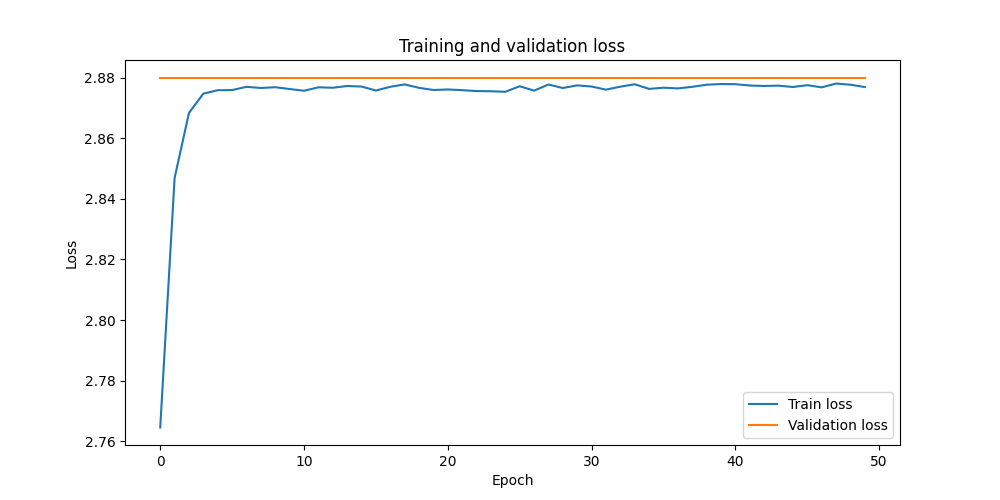 Training and validation loss
2.88
2.86
2.84
2.82
2.80
2.78
2.76
Loss
0 10 20 30 40 50
Epoch
Train loss
Validation loss